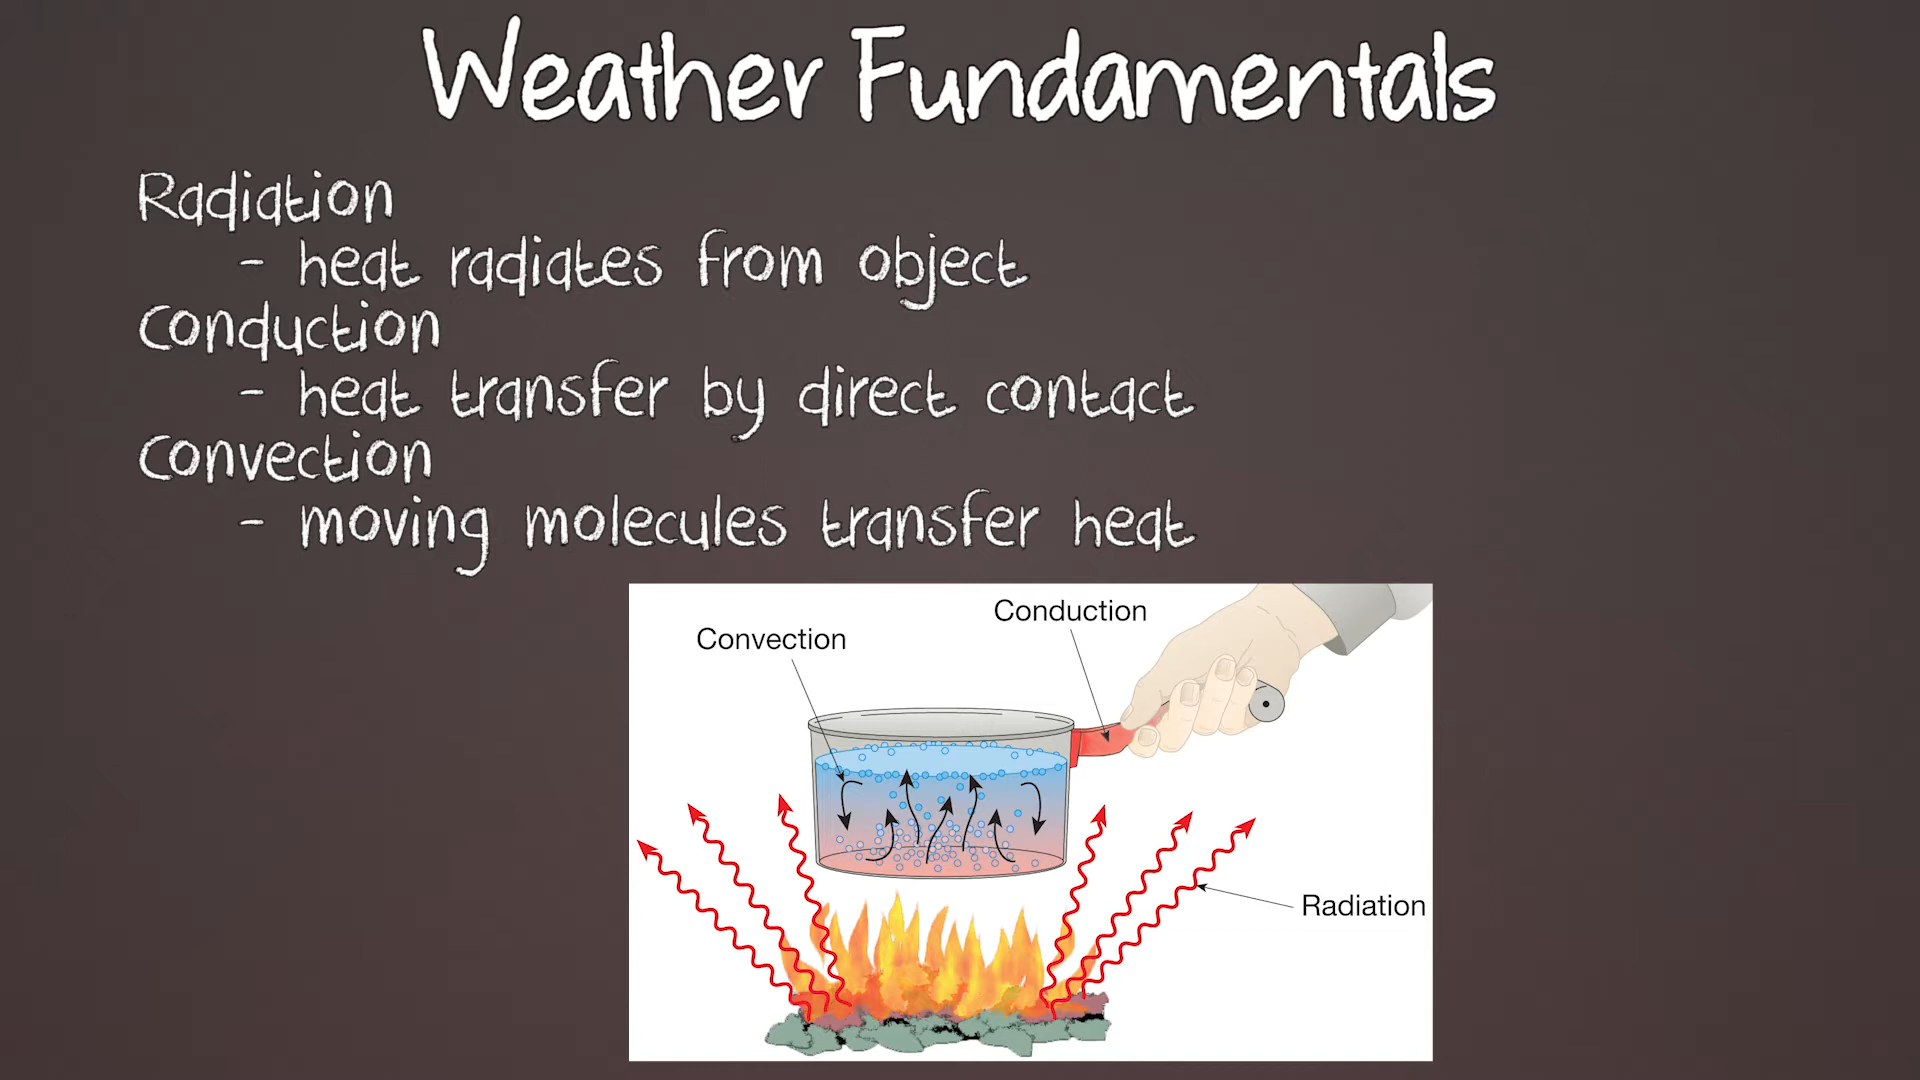 Weather Fundamentals
Radiation
- heat radiates from object
Conduction
- heat transfer by direct contact
Convection
- moving molecules transfer heat
Conduction
Convection
Radiation